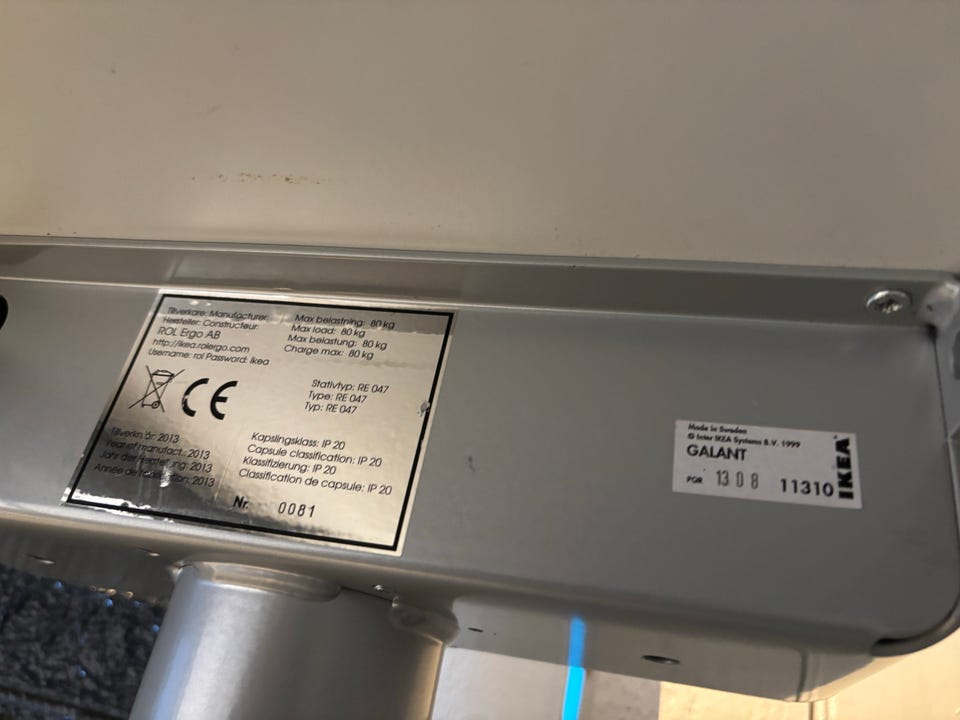 Tillverkare: Manufacturer:
Hersteller: Constructeur:
ROL Ergo AB
http://ikea.rolergo.com
Username: rol Password: ikea
Max belastning: 80 kg
Max load: 80 kg
Max belastung: 80 kg
Charge max: 80 kg
CE
Stativtyp: RE 047
Type: RE 047
Typ: RE 047
Tillverkn.år: 2013
Year of manufact.: 2013
Jahr der Herstellung: 2013
Année de fabrication: 2013
Kapslingsklass: IP 20
Capsule classification: IP 20
Klassifizierung: IP 20
Classification de capsule: IP 20
Nr. 0081
Made in Sweden
© Inter IKEA Systems B.V. 1999
GALANT
PGR 1308 11310
IKEA